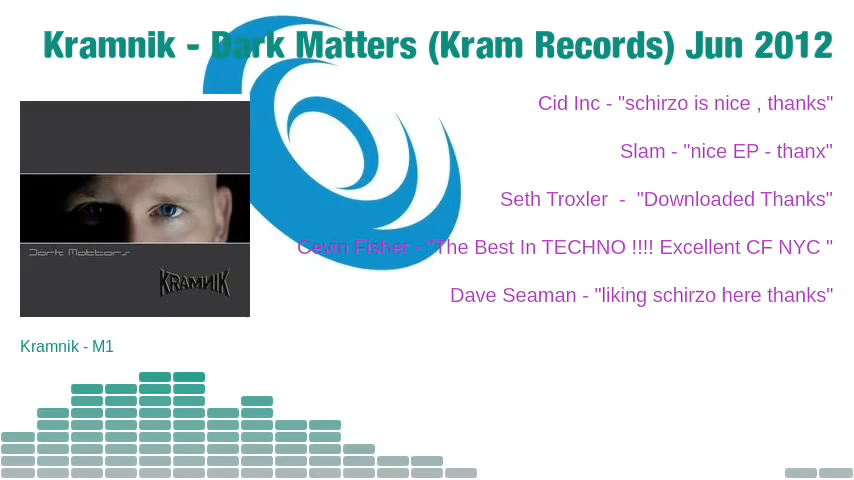 Kramnik - Dark Matters (Kram Records) Jun 2012
Cid Inc - "schirzo is nice , thanks"
Slam - "nice EP - thanx"
Seth Troxler  -  "Downloaded Thanks"
Cevin Fisher - "The Best In TECHNO !!!! Excellent CF NYC "
Dave Seaman - "liking schirzo here thanks"
Dark Matters
KRAMNIK
Kramnik - M1